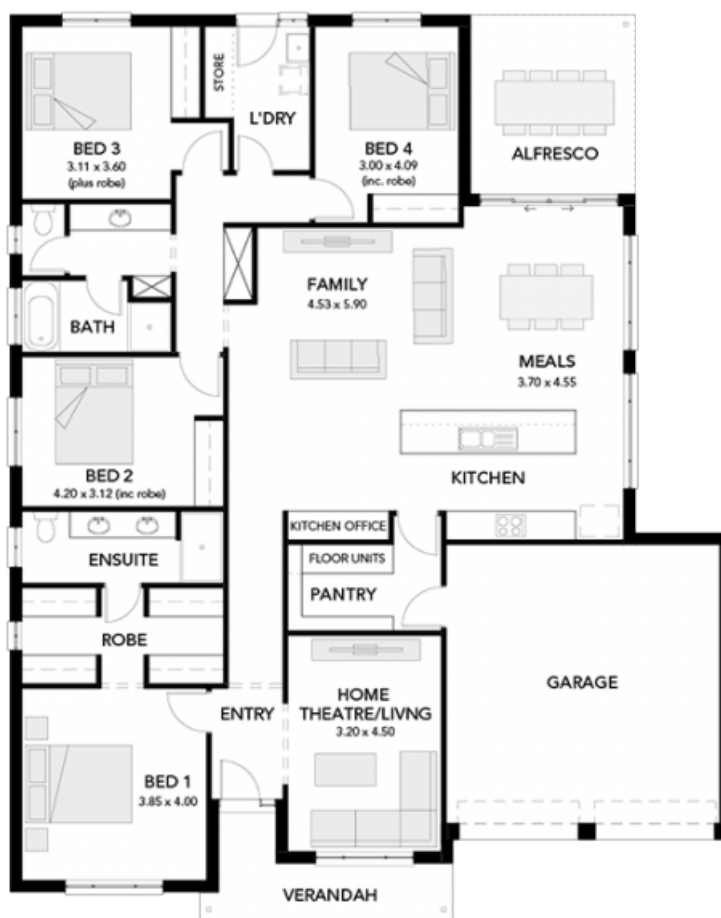 STORE
L'DRY
BED 3
3.11 x 3.60
(plus robe)
BED 4
3.00 x 4.09
(inc. robe)
ALFRESCO
FAMILY
4.53 x 5.90
BATH
MEALS
3.70 x 4.55
BED 2
4.20 x 3.12 (inc robe)
KITCHEN
KITCHEN OFFICE
ENSUITE
FLOOR UNITS
PANTRY
ROBE
GARAGE
ENTRY
HOME
THEATRE/LIVNG
3.20 x 4.50
BED 1
3.85 x 4.00
VERANDAH